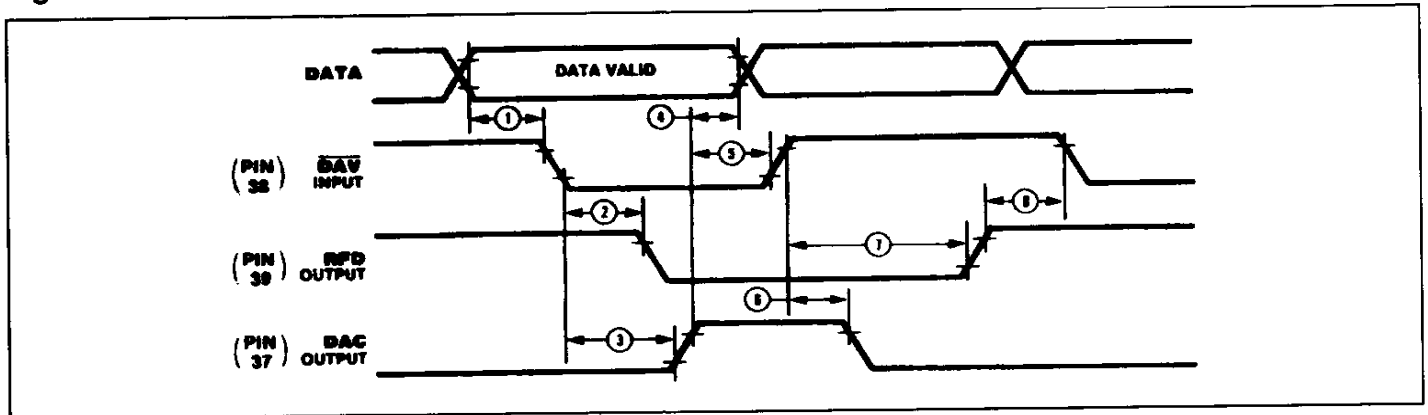 DATA
DATA VALID
1
4
(PIN 38) D̅A̅V̅ INPUT
5
2
8
(PIN 39) RFD OUTPUT
7
6
(PIN 37) DAC OUTPUT
3